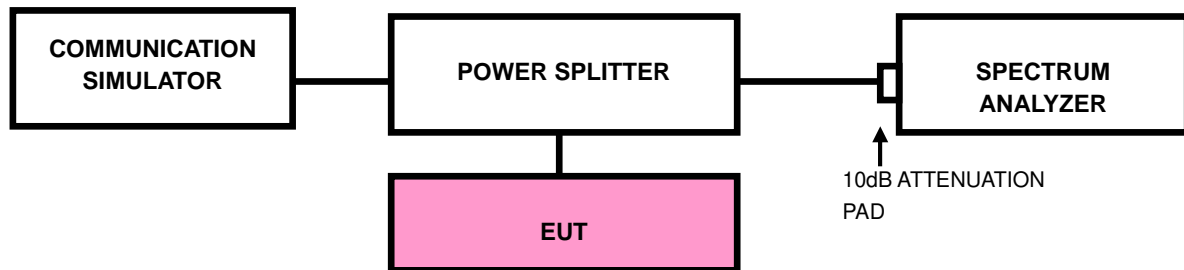 COMMUNICATION
SIMULATOR
POWER SPLITTER
SPECTRUM
ANALYZER
10dB ATTENUATION
PAD
EUT